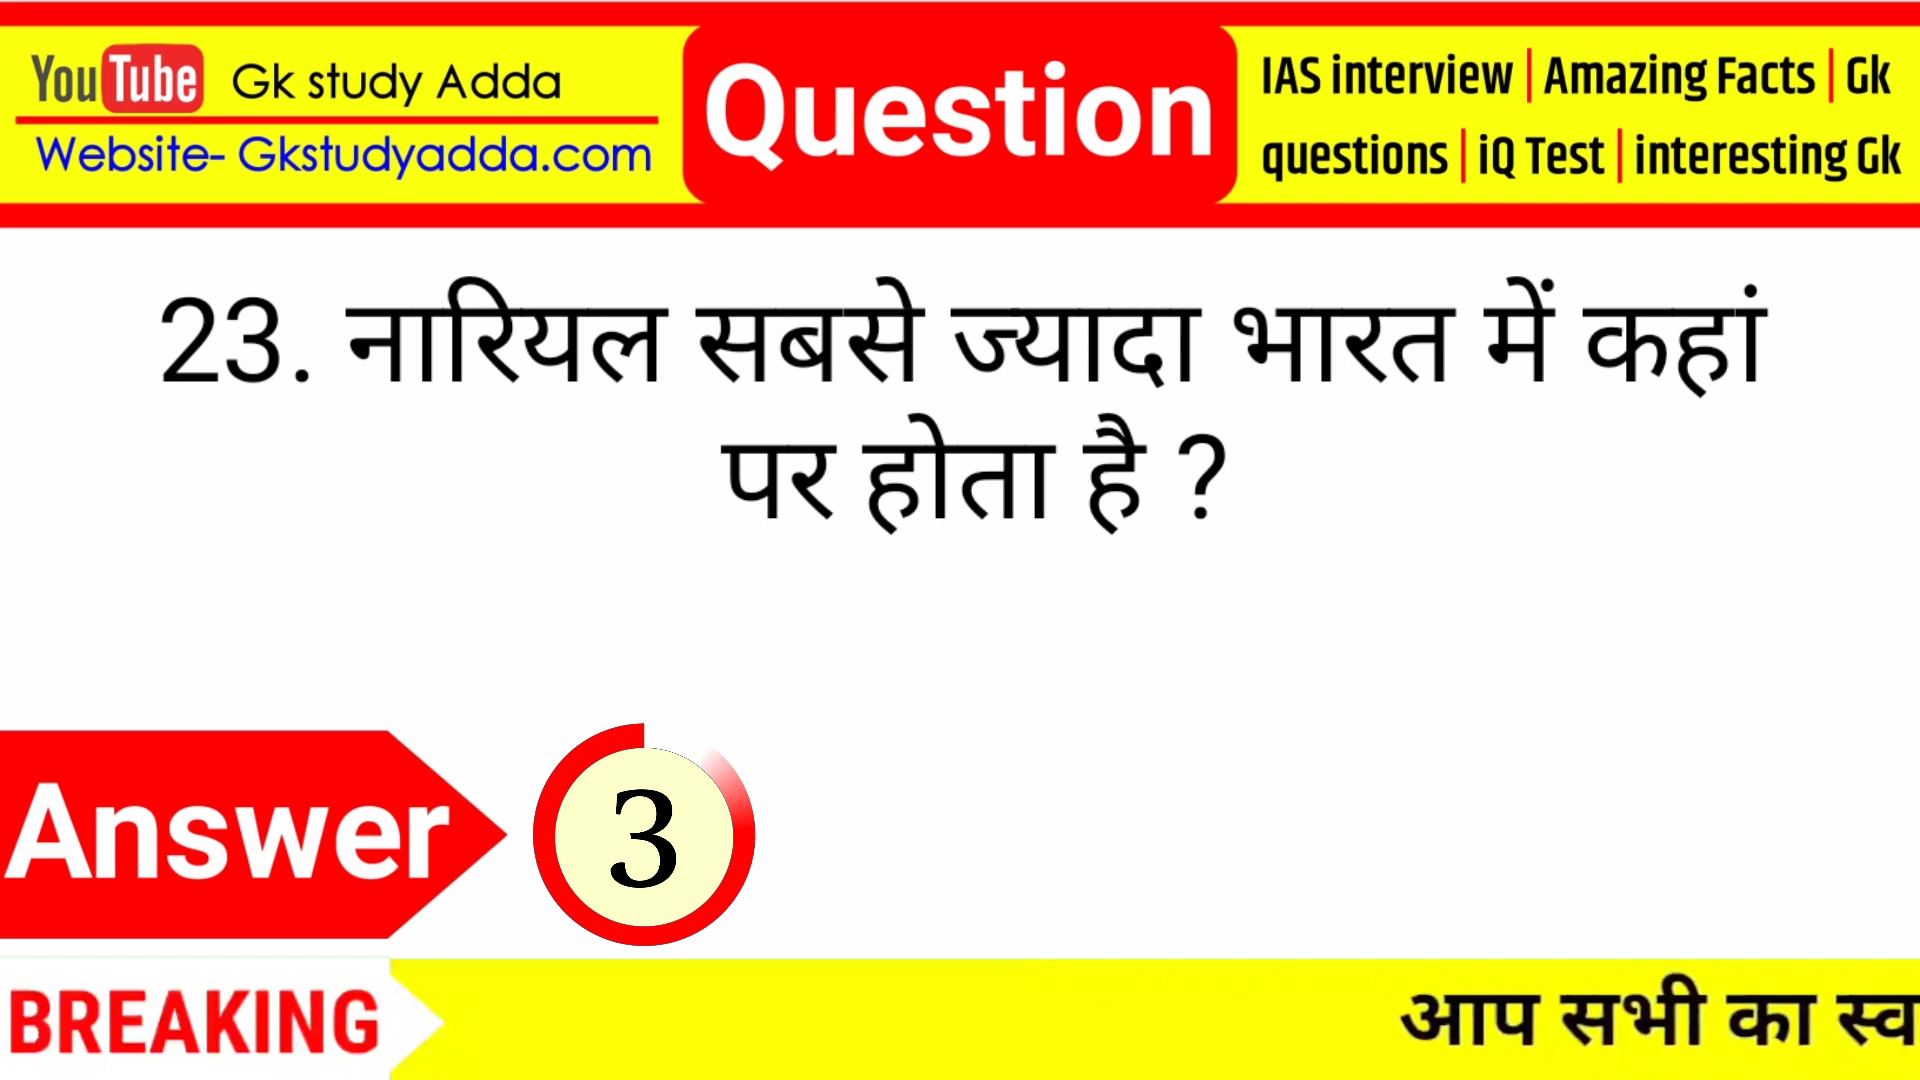 YouTube Gk study Adda
Website- Gkstudyadda.com
Question
IAS interview | Amazing Facts | Gk
questions | iQ Test | interesting Gk
23. नारियल सबसे ज्यादा भारत में कहां
पर होता है ?
Answer
3
BREAKING
आप सभी का स्व